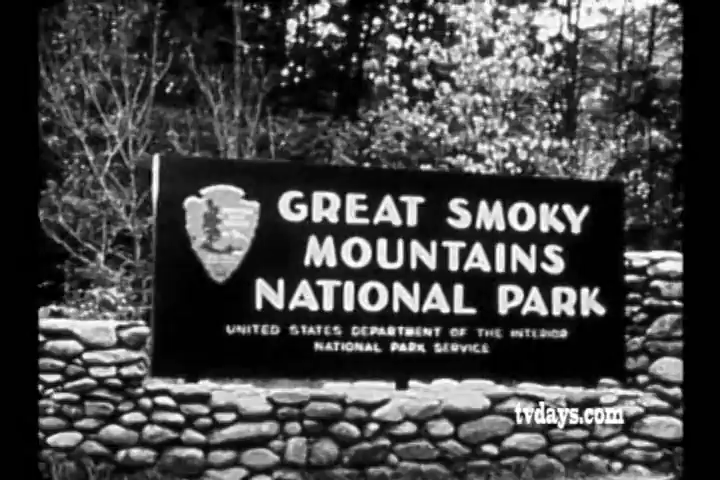 GREAT SMOKY
MOUNTAINS
NATIONAL PARK
UNITED STATES DEPARTMENT OF THE INTERIOR
NATIONAL PARK SERVICE
tvdays.com